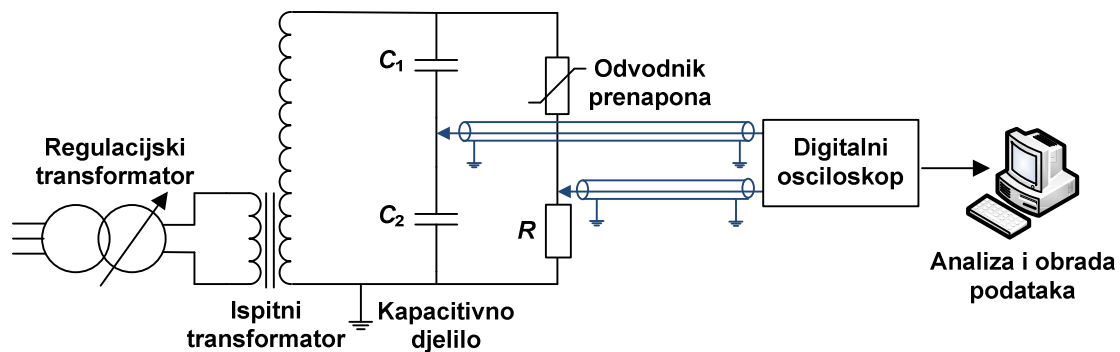 C1
Odvodnik
prenapona
Regulacijski
transformator
Digitalni
osciloskop
C2
R
Ispitni
transformator
Kapacitivno
djelilo
Analiza i obrada
podataka